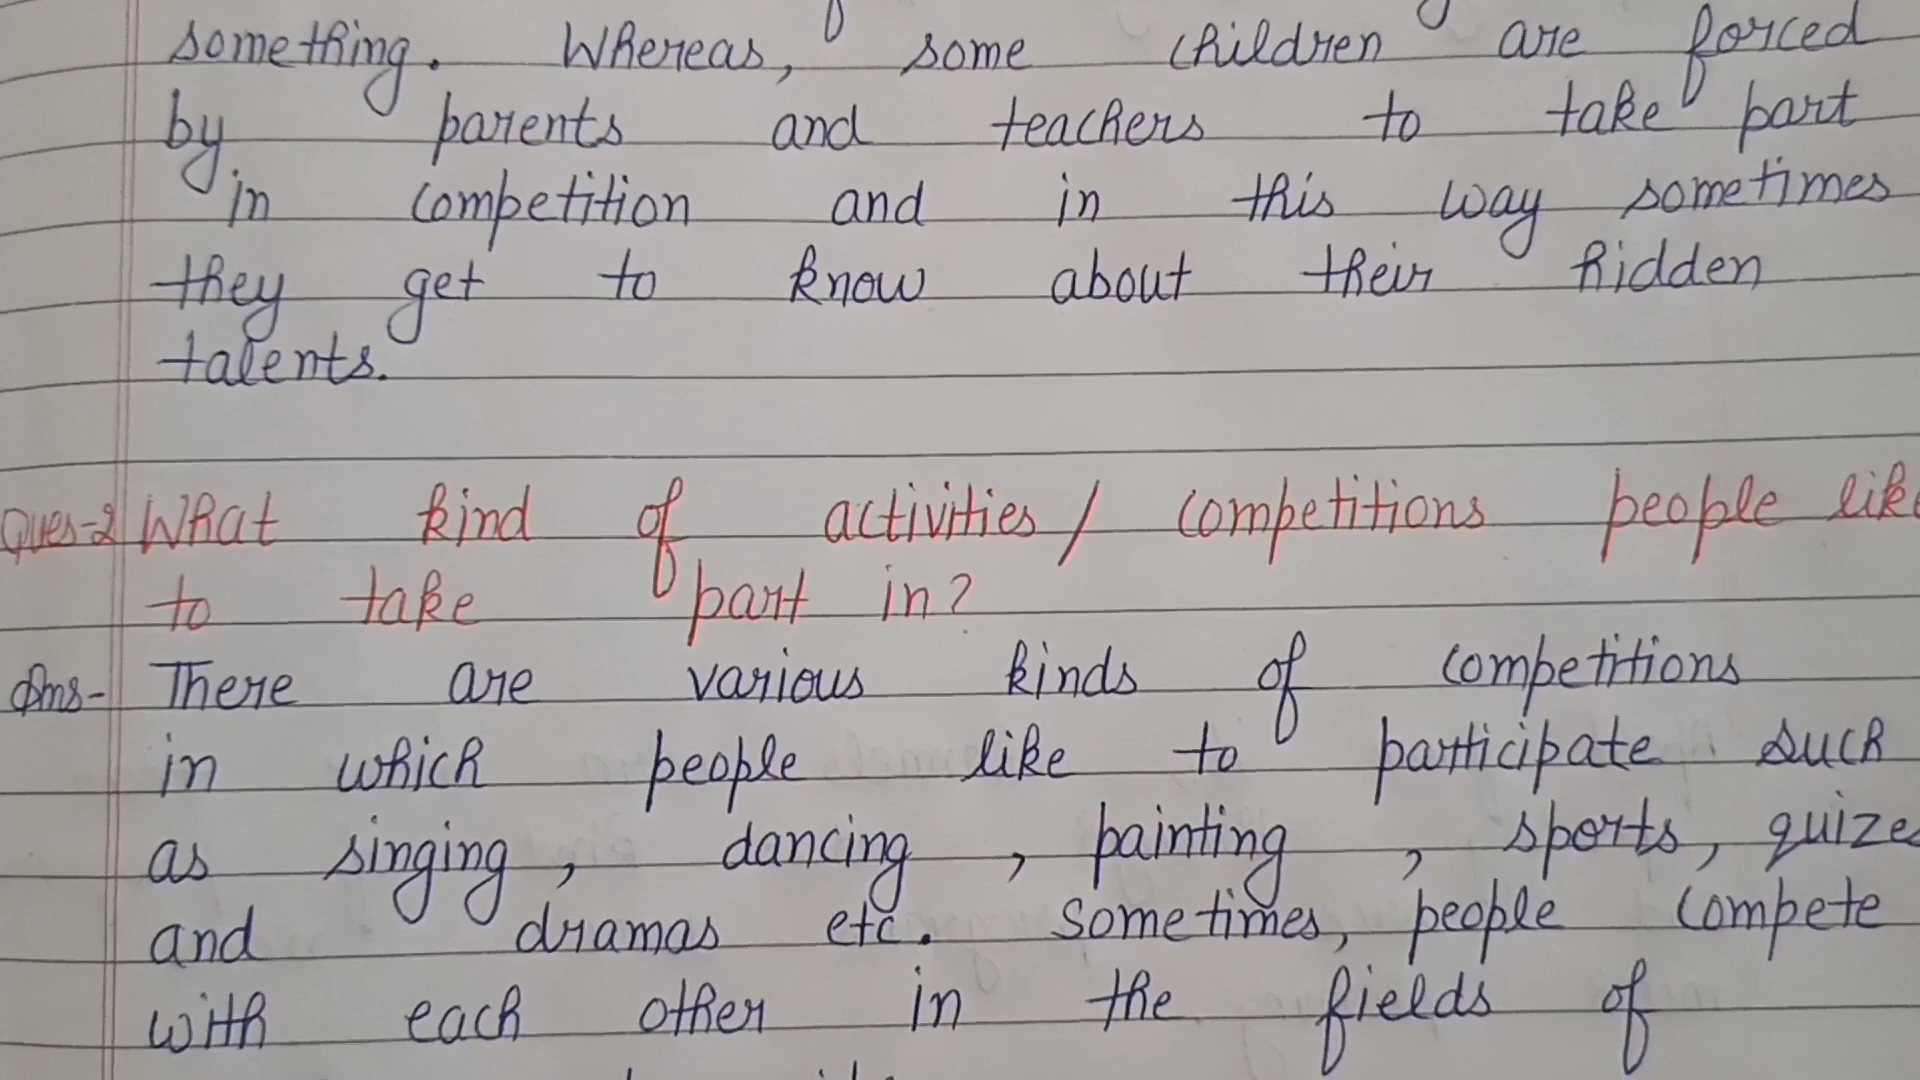 something. Whereas, some children are forced
by parents and teachers to take part
in competition and in this way sometimes
they get to know about their hidden
talents.
Ques-2 What kind of activities / competitions people like
to take part in?
Ans- There are various kinds of competitions
in which people like to participate such
as singing, dancing, painting, sports, quize
and dramas etc. Sometimes, people compete
with each other in the fields of